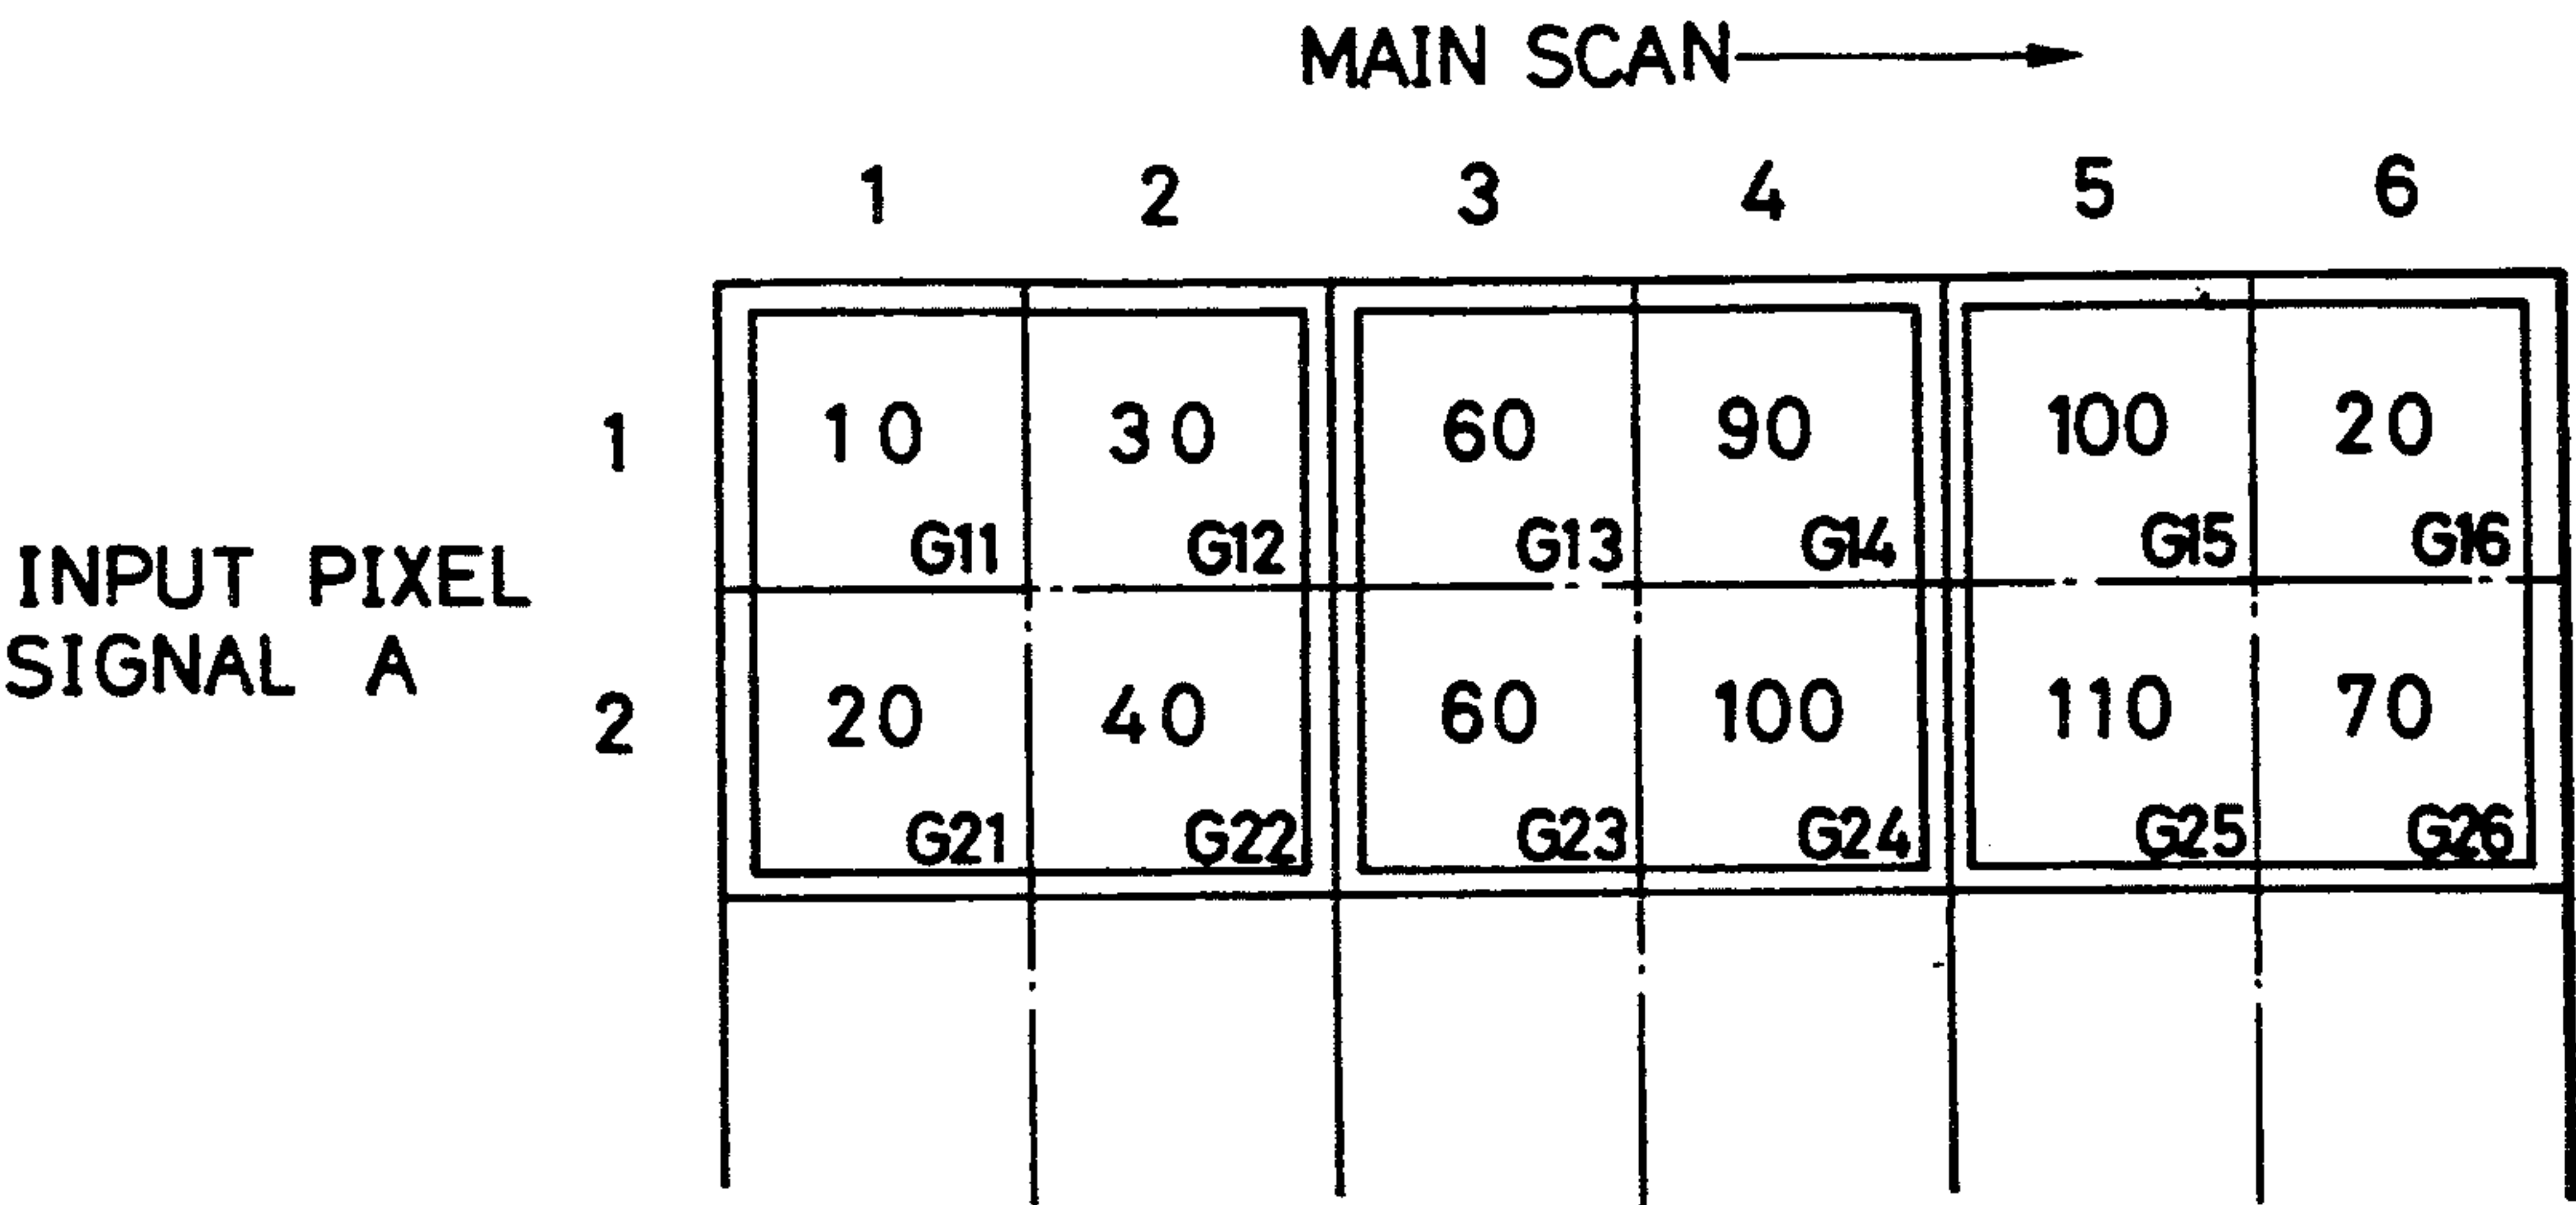 MAIN SCAN
1 2 3 4 5 6
1 10 30 60 90 100 20
G11 G12 G13 G14 G15 G16
INPUT PIXEL
SIGNAL A
2 20 40 60 100 110 70
G21 G22 G23 G24 G25 G26